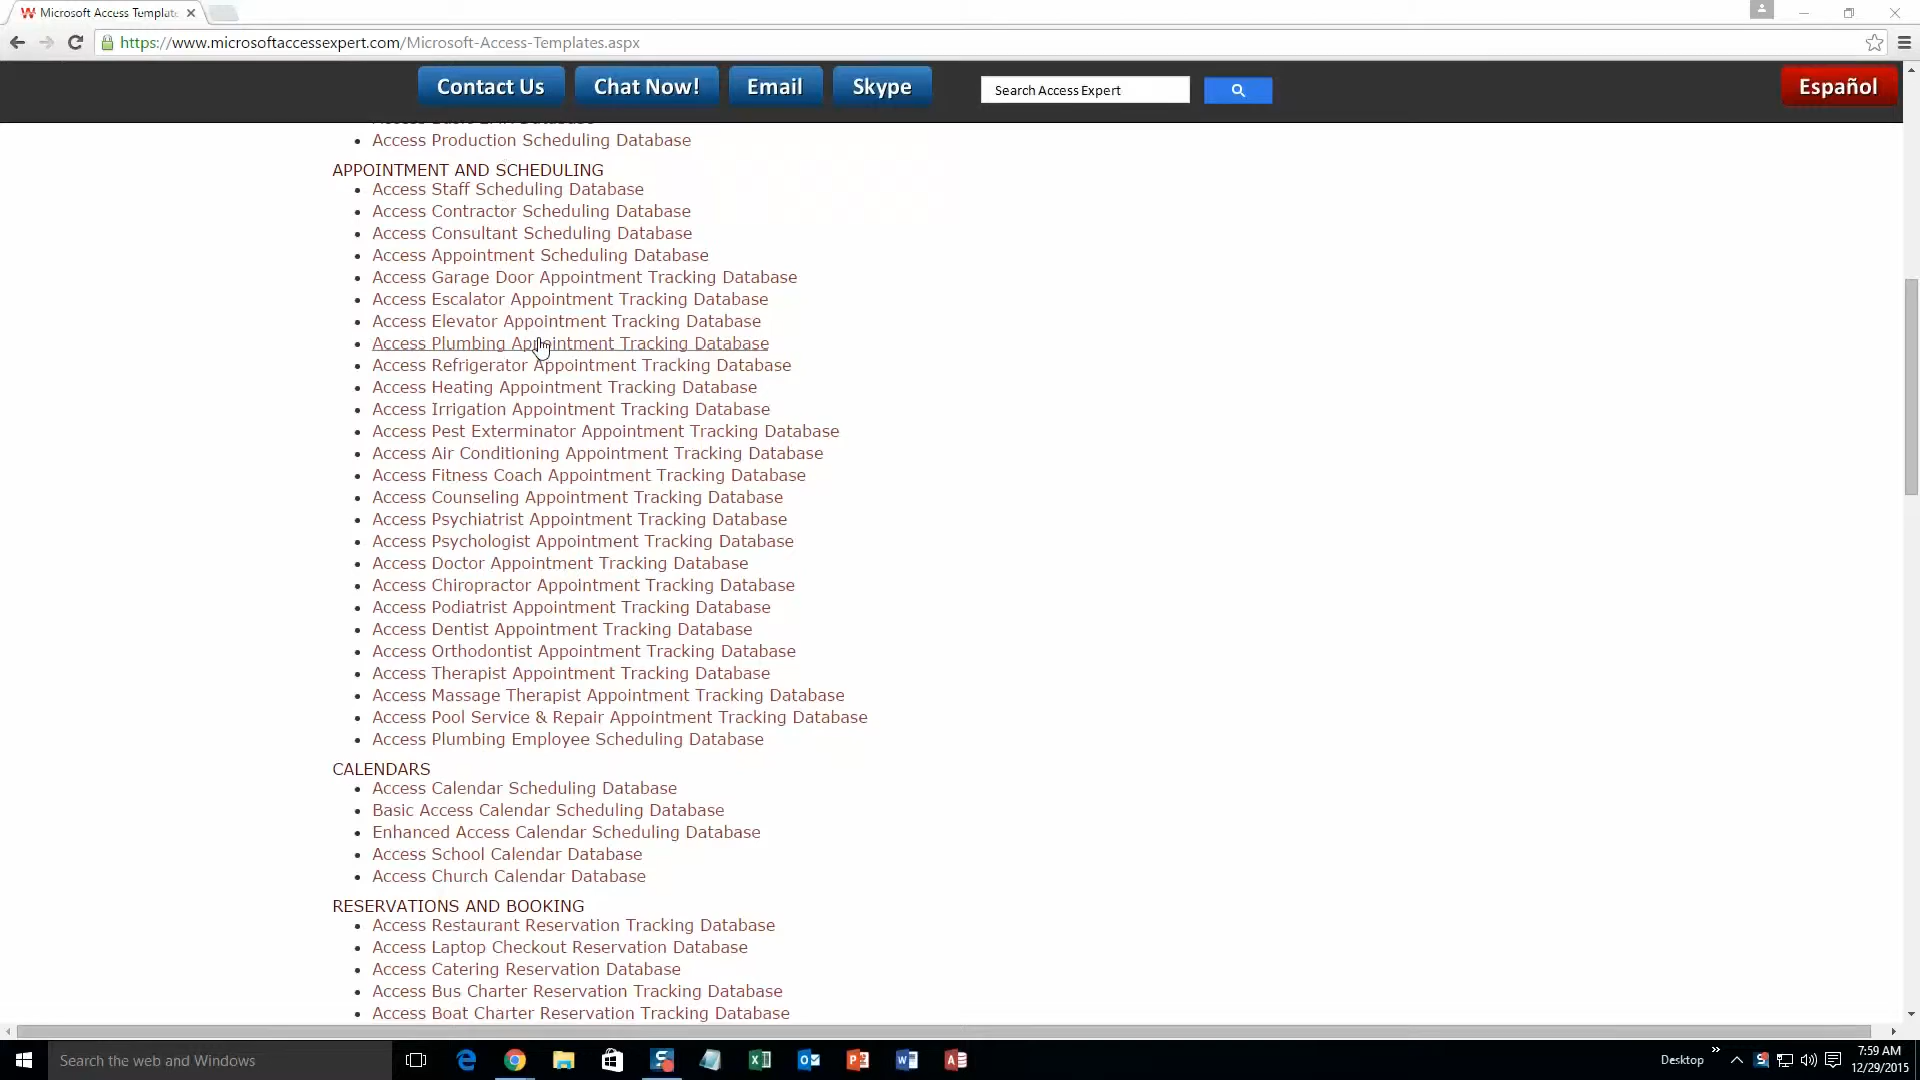 Microsoft Access Templat
https://www.microsoftaccessexpert.com/Microsoft-Access-Templates.aspx
Contact Us
Chat Now!
Email
Skype
Search Access Expert
Español
Access Production Scheduling Database
APPOINTMENT AND SCHEDULING
Access Staff Scheduling Database
Access Contractor Scheduling Database
Access Consultant Scheduling Database
Access Appointment Scheduling Database
Access Garage Door Appointment Tracking Database
Access Escalator Appointment Tracking Database
Access Elevator Appointment Tracking Database
Access Plumbing Appointment Tracking Database
Access Refrigerator Appointment Tracking Database
Access Heating Appointment Tracking Database
Access Irrigation Appointment Tracking Database
Access Pest Exterminator Appointment Tracking Database
Access Air Conditioning Appointment Tracking Database
Access Fitness Coach Appointment Tracking Database
Access Counseling Appointment Tracking Database
Access Psychiatrist Appointment Tracking Database
Access Psychologist Appointment Tracking Database
Access Doctor Appointment Tracking Database
Access Chiropractor Appointment Tracking Database
Access Podiatrist Appointment Tracking Database
Access Dentist Appointment Tracking Database
Access Orthodontist Appointment Tracking Database
Access Therapist Appointment Tracking Database
Access Massage Therapist Appointment Tracking Database
Access Pool Service & Repair Appointment Tracking Database
Access Plumbing Employee Scheduling Database
CALENDARS
Access Calendar Scheduling Database
Basic Access Calendar Scheduling Database
Enhanced Access Calendar Scheduling Database
Access School Calendar Database
Access Church Calendar Database
RESERVATIONS AND BOOKING
Access Restaurant Reservation Tracking Database
Access Laptop Checkout Reservation Database
Access Catering Reservation Database
Access Bus Charter Reservation Tracking Database
Access Boat Charter Reservation Tracking Database
Search the web and Windows
Desktop
7:59 AM
12/29/2015